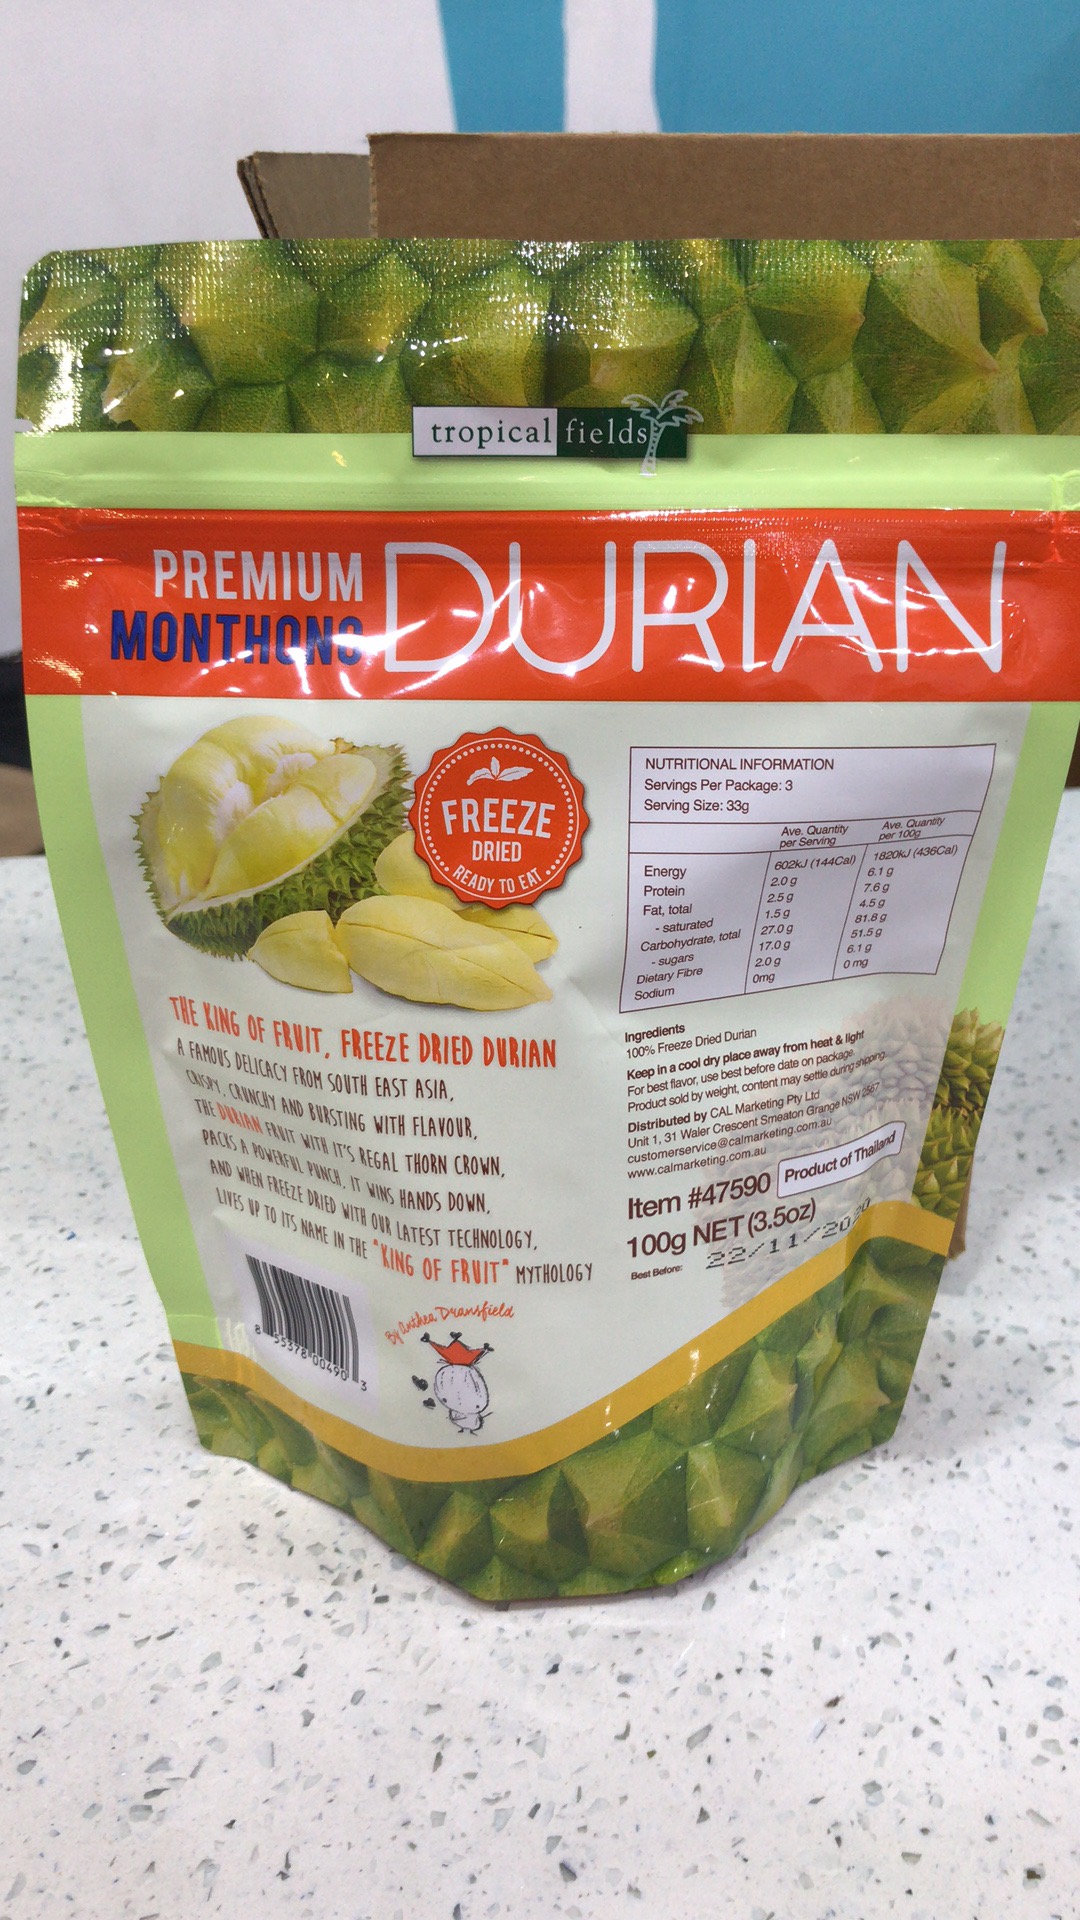 tropical fields
PREMIUM
MONTHONG
DURIAN
FREEZE
DRIED
READY TO EAT
THE KING OF FRUIT, FREEZE DRIED DURIAN
A FAMOUS DELICACY FROM SOUTH EAST ASIA,
CRISPY, CRUNCHY AND BURSTING WITH FLAVOUR,
THE DURIAN FRUIT WITH IT'S REGAL THORN CROWN,
PACKS A POWERFUL PUNCH, IT WINS HANDS DOWN,
AND WHEN FREEZE DRIED WITH OUR LATEST TECHNOLOGY,
LIVES UP TO ITS NAME IN THE "KING OF FRUIT" MYTHOLOGY
By Anthea Dransfield
8 55378 00490 3
NUTRITIONAL INFORMATION
Servings Per Package: 3
Serving Size: 33g
Ave. Quantity per Serving Ave. Quantity per 100g
Energy 602kJ (144Cal) 1820kJ (436Cal)
Protein 2.0 g 6.1 g
Fat, total 2.5 g 7.6 g
- saturated 1.5 g 4.5 g
Carbohydrate, total 27.0 g 81.8 g
- sugars 17.0 g 51.5 g
Dietary Fibre 2.0 g 6.1 g
Sodium 0mg 0 mg
Ingredients
100% Freeze Dried Durian
Keep in a cool dry place away from heat & light
For best flavor, use best before date on package.
Product sold by weight, content may settle during shipping.
Distributed by CAL Marketing Pty Ltd
Unit 1, 31 Waler Crescent Smeaton Grange NSW 2567
customerservice@calmarketing.com.au
www.calmarketing.com.au
Item #47590 Product of Thailand
100g NET (3.5oz)
Best Before: 22/11/2020